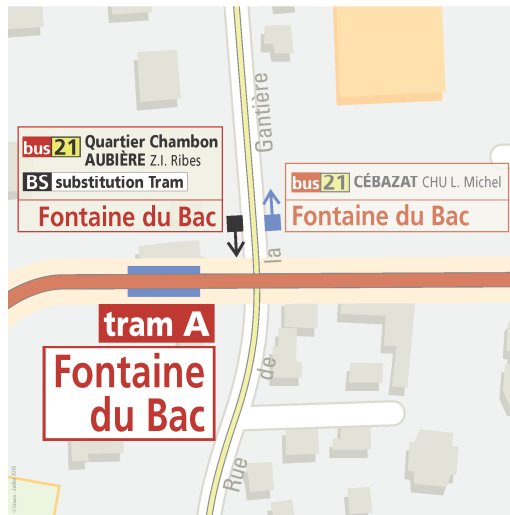 bus 21 Quartier Chambon
AUBIÈRE Z.I. Ribes
BS substitution Tram
Fontaine du Bac
bus 21 CÉBAZAT CHU L. Michel
Fontaine du Bac
tram A
Fontaine
du Bac
Rue de la Gantière